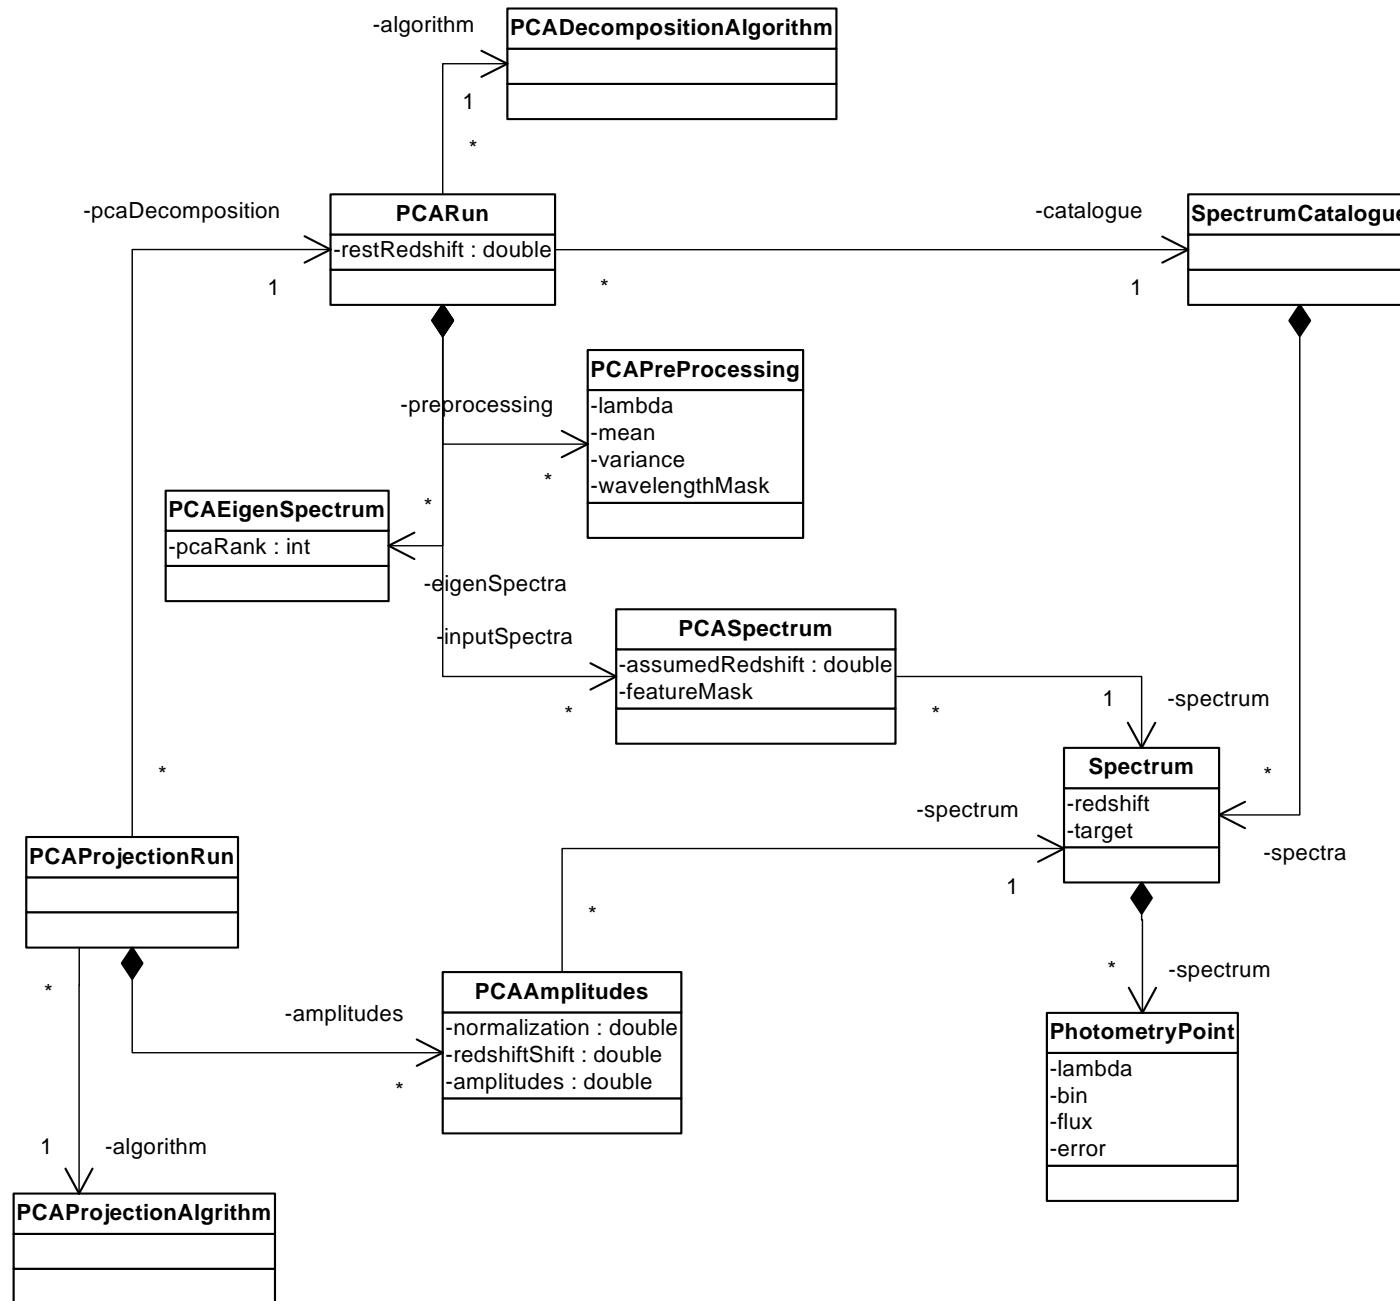 -algorithm
PCADecompositionAlgorithm
1
*
-pcaDecomposition
1
PCARun
-restRedshift : double
*
-catalogue
1
SpectrumCatalogue
PCAPreProcessing
-lambda
-mean
-variance
-wavelengthMask
-preprocessing
*
PCAEigenSpectrum
-pcaRank : int
*
-eigenSpectra
-inputSpectra
*
PCASpectrum
-assumedRedshift : double
-featureMask
*
1
-spectrum
Spectrum
-redshift
-target
*
-spectra
*
PCAProjectionRun
-spectrum
1
*
*
-amplitudes
*
PCAAmplitudes
-normalization : double
-redshiftShift : double
-amplitudes : double
*
-spectrum
PhotometryPoint
-lambda
-bin
-flux
-error
1
-algorithm
PCAProjectionAlgrithm